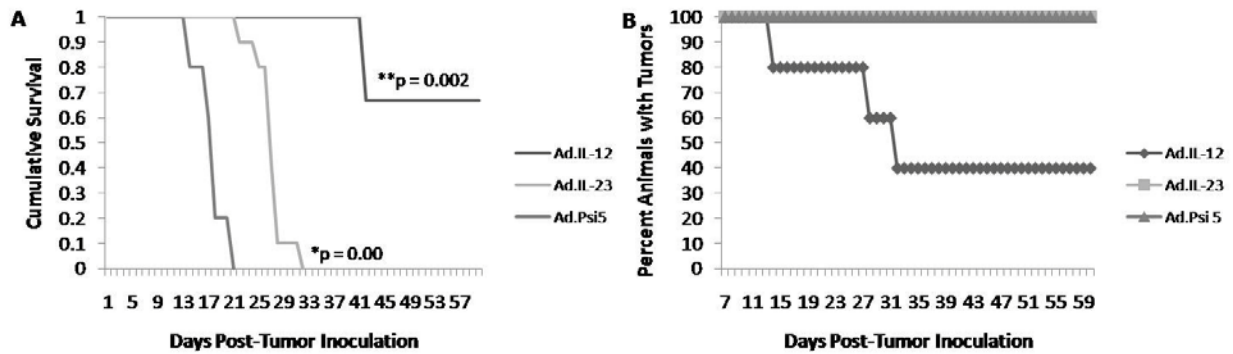 A
Cumulative Survival
1
0.9
0.8
0.7
0.6
0.5
0.4
0.3
0.2
0.1
0
**p = 0.002
*p = 0.00
1 5 9 13 17 21 25 29 33 37 41 45 49 53 57
Days Post-Tumor Inoculation
Ad.IL-12
Ad.IL-23
Ad.Psi5
B
Percent Animals with Tumors
100
90
80
70
60
50
40
30
20
10
0
7 11 15 19 23 27 31 35 39 43 47 51 55 59
Days Post-Tumor Inoculation
Ad.IL-12
Ad.IL-23
Ad.Psi 5